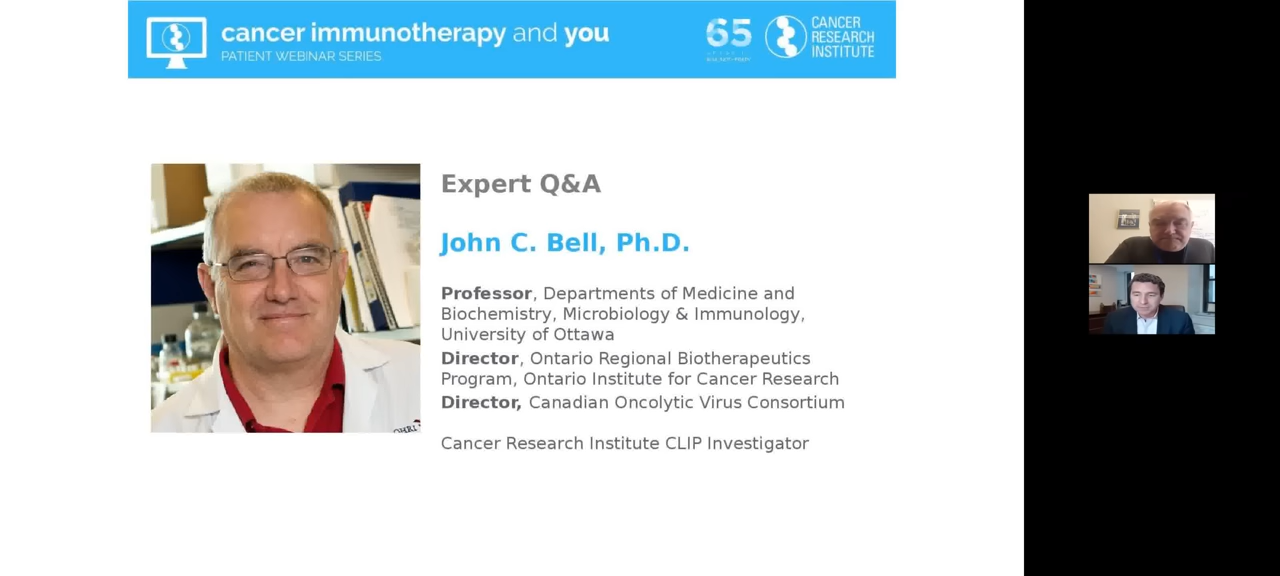 cancer immunotherapy and you
PATIENT WEBINAR SERIES
65
CANCER
RESEARCH
INSTITUTE
Expert Q&A
John C. Bell, Ph.D.
Professor, Departments of Medicine and
Biochemistry, Microbiology & Immunology,
University of Ottawa
Director, Ontario Regional Biotherapeutics
Program, Ontario Institute for Cancer Research
Director, Canadian Oncolytic Virus Consortium
Cancer Research Institute CLIP Investigator